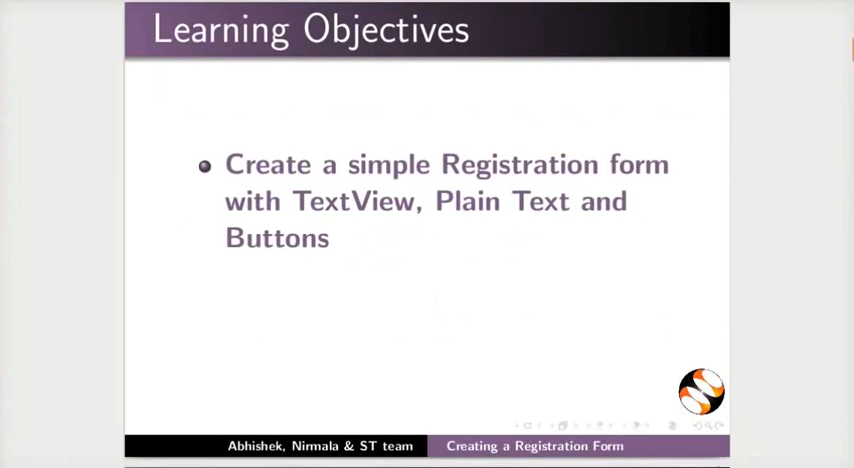 Learning Objectives
Create a simple Registration form
with TextView, Plain Text and
Buttons
Abhishek, Nirmala & ST team
Creating a Registration Form